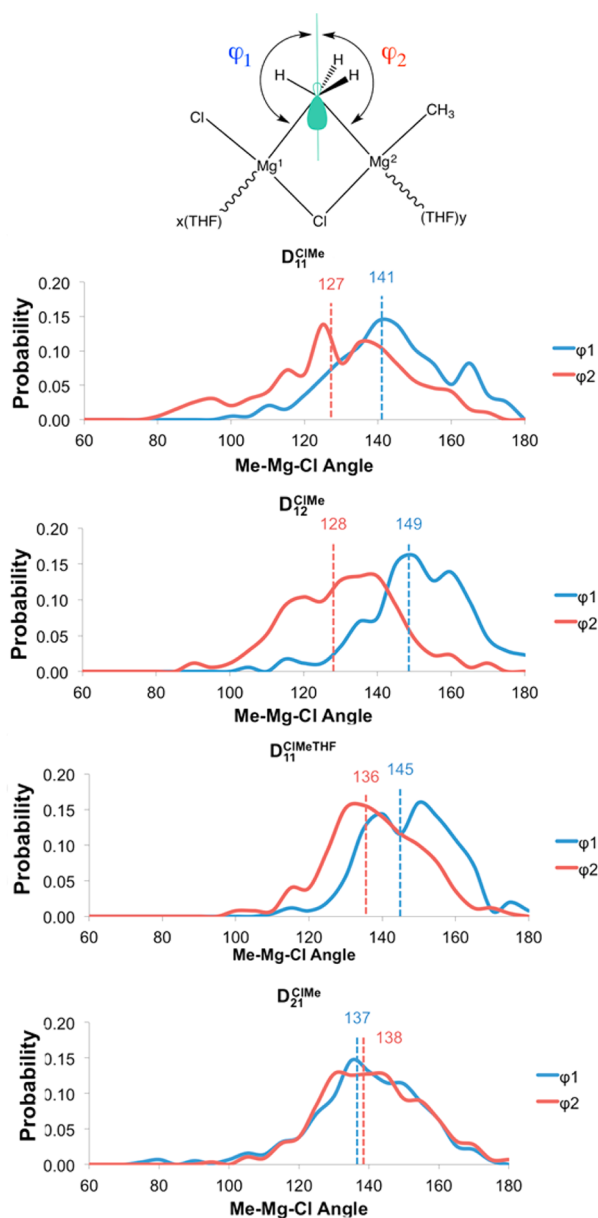 φ1 φ2
H H H
Cl CH3
Mg1 Mg2
x(THF) Cl (THF)y
D11ClMe
127 141
0.20
0.15
0.10
0.05
0.00
Probability
φ1
φ2
60 80 100 120 140 160 180
Me-Mg-Cl Angle
D12ClMe
128 149
0.20
0.15
0.10
0.05
0.00
Probability
φ1
φ2
60 80 100 120 140 160 180
Me-Mg-Cl Angle
D11ClMeTHF
136 145
0.20
0.15
0.10
0.05
0.00
Probability
φ1
φ2
60 80 100 120 140 160 180
Me-Mg-Cl Angle
D21ClMe
137
138
0.20
0.15
0.10
0.05
0.00
Probability
φ1
φ2
60 80 100 120 140 160 180
Me-Mg-Cl Angle